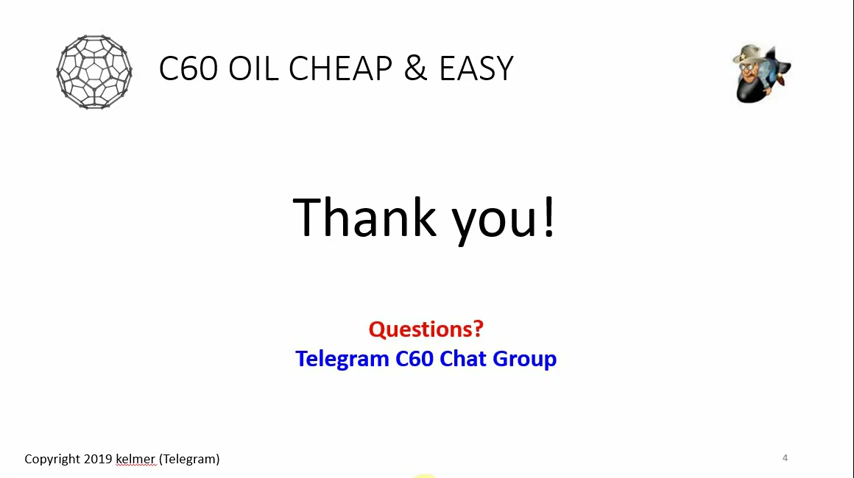 C60 OIL CHEAP & EASY
Thank you!
Questions?
Telegram C60 Chat Group
Copyright 2019 kelmer (Telegram)
4